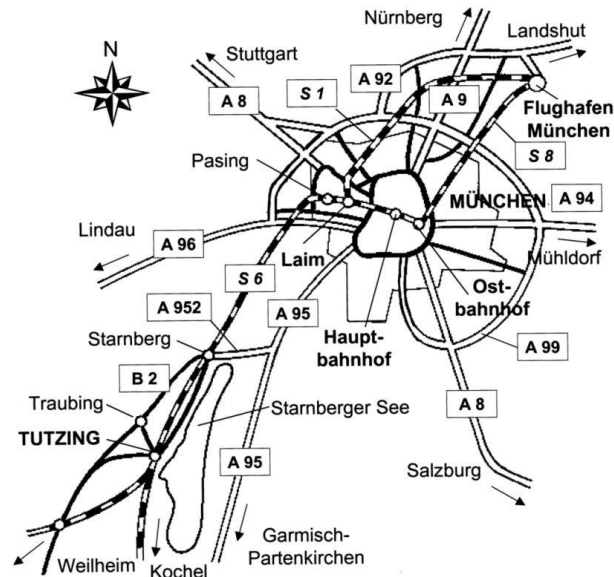 Nürnberg
N
Landshut
Stuttgart
A 92
S 1
A 9
A 8
Flughafen
München
S 8
Pasing
MÜNCHEN
A 94
Lindau
A 96
Laim
Mühldorf
S 6
Ost-
bahnhof
A 952
A 95
Haupt-
bahnhof
Starnberg
A 99
B 2
A 8
Traubing
Starnberger See
TUTZING
A 95
Salzburg
Garmisch-
Partenkirchen
Weilheim
Kochel